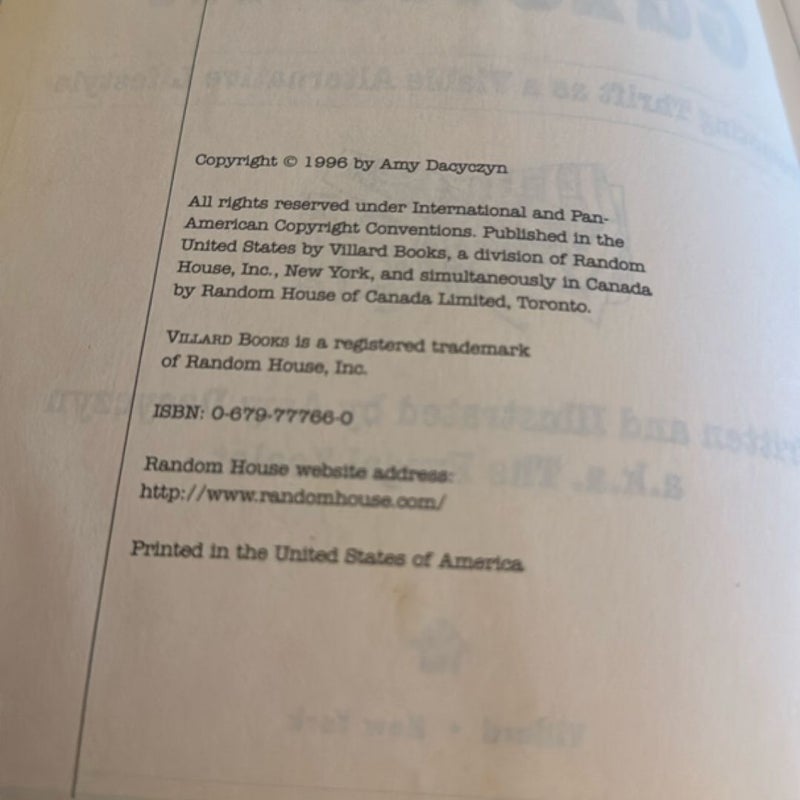 Copyright © 1996 by Amy Dacyczyn
All rights reserved under International and Pan-
American Copyright Conventions. Published in the
United States by Villard Books, a division of Random
House, Inc., New York, and simultaneously in Canada
by Random House of Canada Limited, Toronto.
VILLARD BOOKS is a registered trademark
of Random House, Inc.
ISBN: 0-679-77766-0
Random House website address:
http://www.randomhouse.com/
Printed in the United States of America